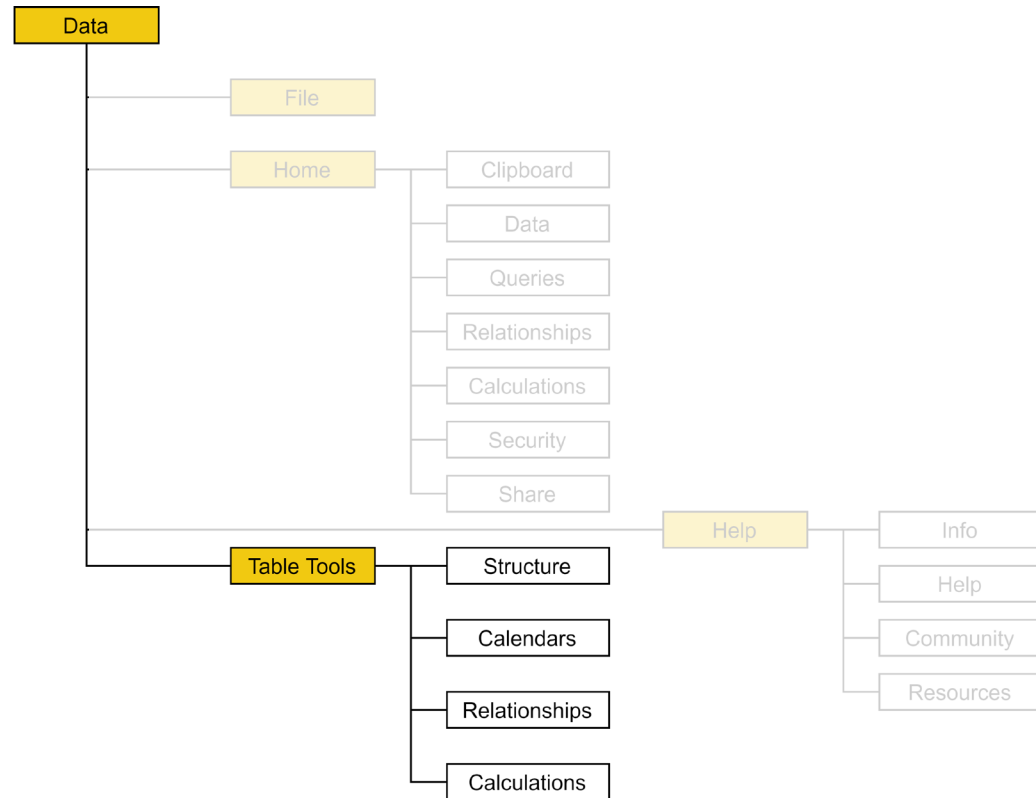 Data
File
Home
Clipboard
Data
Queries
Relationships
Calculations
Security
Share
Help
Info
Help
Community
Resources
Table Tools
Structure
Calendars
Relationships
Calculations